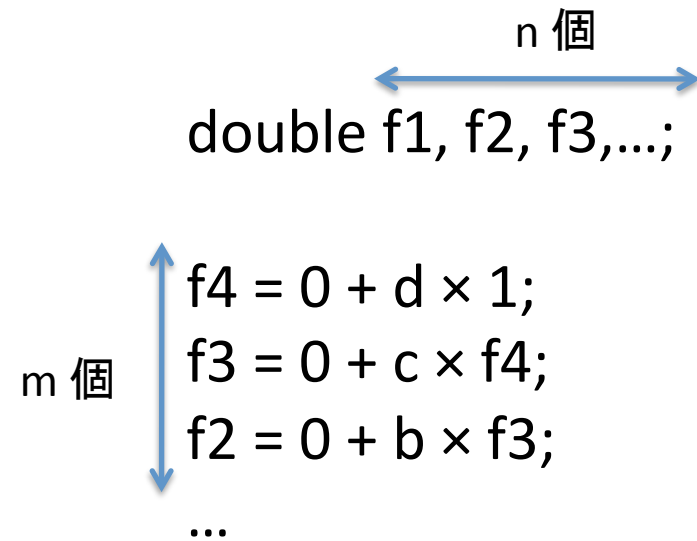 n 個
double f1, f2, f3,...;
f4 = 0 + d × 1;
f3 = 0 + c × f4;
m 個
f2 = 0 + b × f3;
...